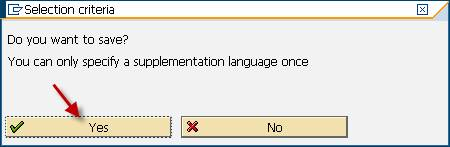 Selection criteria
Do you want to save?
You can only specify a supplementation language once
Yes
No